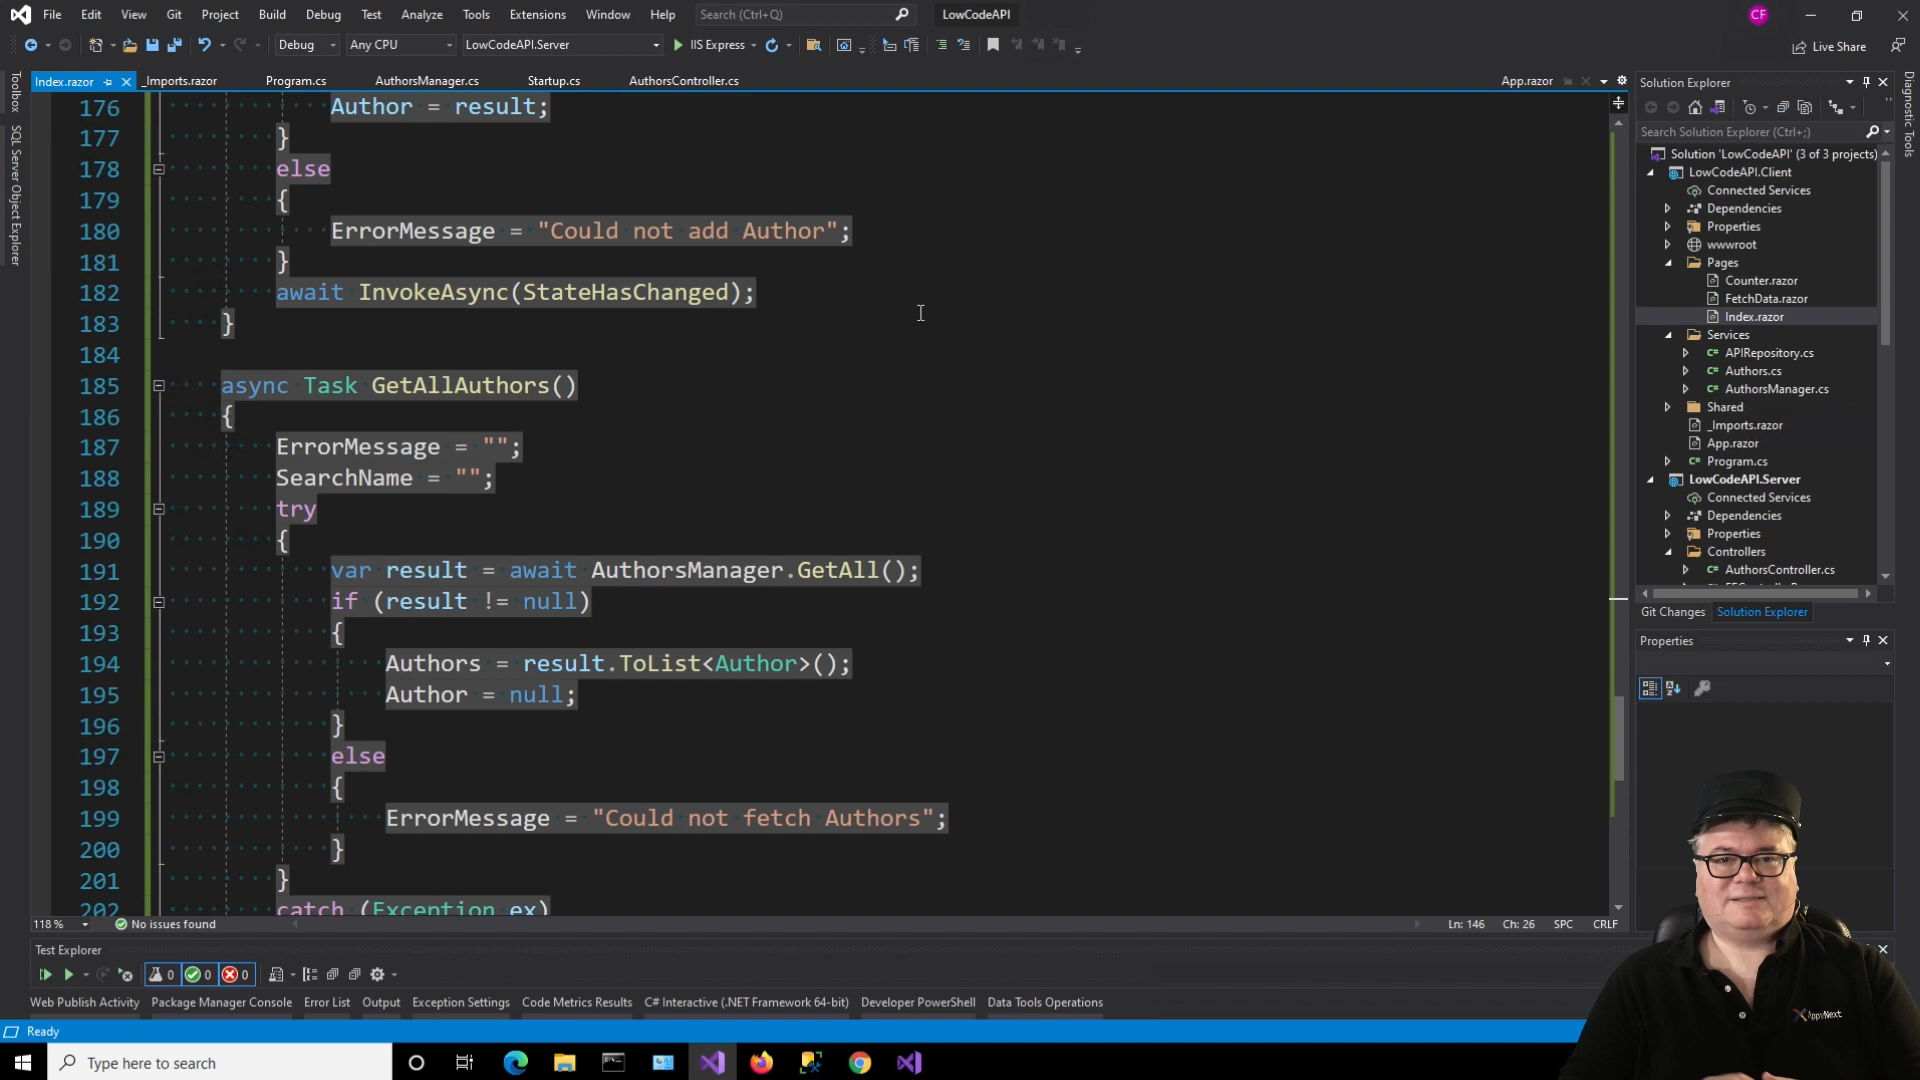 File Edit View Git Project Build Debug Test Analyze Tools Extensions Window Help Search (Ctrl+Q) LowCodeAPI CF
Debug Any CPU LowCodeAPI.Server IIS Express Live Share
Index.razor _Imports.razor Program.cs AuthorsManager.cs Startup.cs AuthorsController.cs App.razor
Toolbox
SQL Server Object Explorer
176 Author = result;
177 }
178 else
179 {
180 ErrorMessage = "Could not add Author";
181 }
182 await InvokeAsync(StateHasChanged);
183 }
184
185 async Task GetAllAuthors()
186 {
187 ErrorMessage = "";
188 SearchName = "";
189 try
190 {
191 var result = await AuthorsManager.GetAll();
192 if (result != null)
193 {
194 Authors = result.ToList<Author>();
195 Author = null;
196 }
197 else
198 {
199 ErrorMessage = "Could not fetch Authors";
200 }
201 }
202 catch (Exception ex)
118 % No issues found Ln: 146 Ch: 26 SPC CRLF
Solution Explorer
Search Solution Explorer (Ctrl+;)
Solution 'LowCodeAPI' (3 of 3 projects)
LowCodeAPI.Client
Connected Services
Dependencies
Properties
wwwroot
Pages
Counter.razor
FetchData.razor
Index.razor
Services
APIRepository.cs
Authors.cs
AuthorsManager.cs
Shared
_Imports.razor
App.razor
Program.cs
LowCodeAPI.Server
Connected Services
Dependencies
Properties
Controllers
AuthorsController.cs
Git Changes Solution Explorer
Properties
Diagnostic Tools
Test Explorer
0 0 0
Web Publish Activity Package Manager Console Error List Output Exception Settings Code Metrics Results C# Interactive (.NET Framework 64-bit) Developer PowerShell Data Tools Operations
Ready
Type here to search
AppvNext